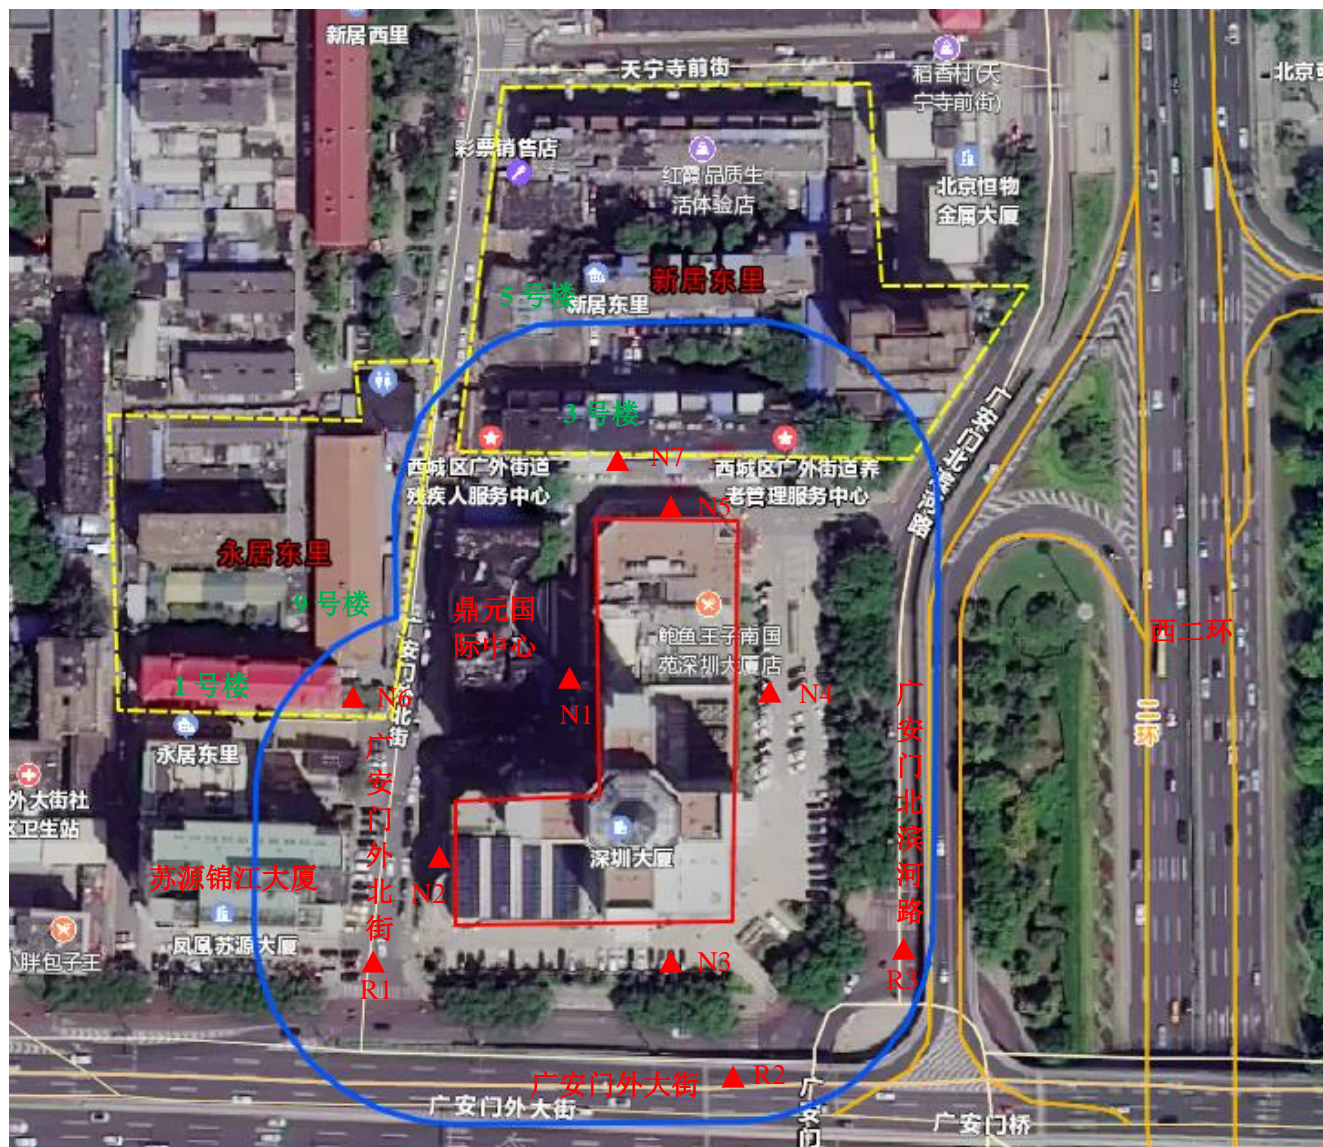 新居西里
天宁寺前街
稻香村(天
宁寺前街)
彩票销售店
红霞品质生
活体验店
北京恒物
金属大厦
新居东里
5 号楼
新居东里
3 号楼
西城区广外街道
残疾人服务中心
N7
西城区广外街道养
老管理服务中心
N5
永居东里
9 号楼
鼎元国
际中心
鲍鱼王子南国
苑深圳大厦店
西二环
二环
1 号楼
N6
N1
N4
广安门北滨河路
广安门外北街
永居东里
外大街社
区卫生站
广安门外北街
广安门北滨河路
深圳大厦
苏源锦江大厦
N2
凤凰苏源大厦
小胖包子王
R1
N3
R3
广安门外大街
R2
广安门外大街
广安门
广安门桥